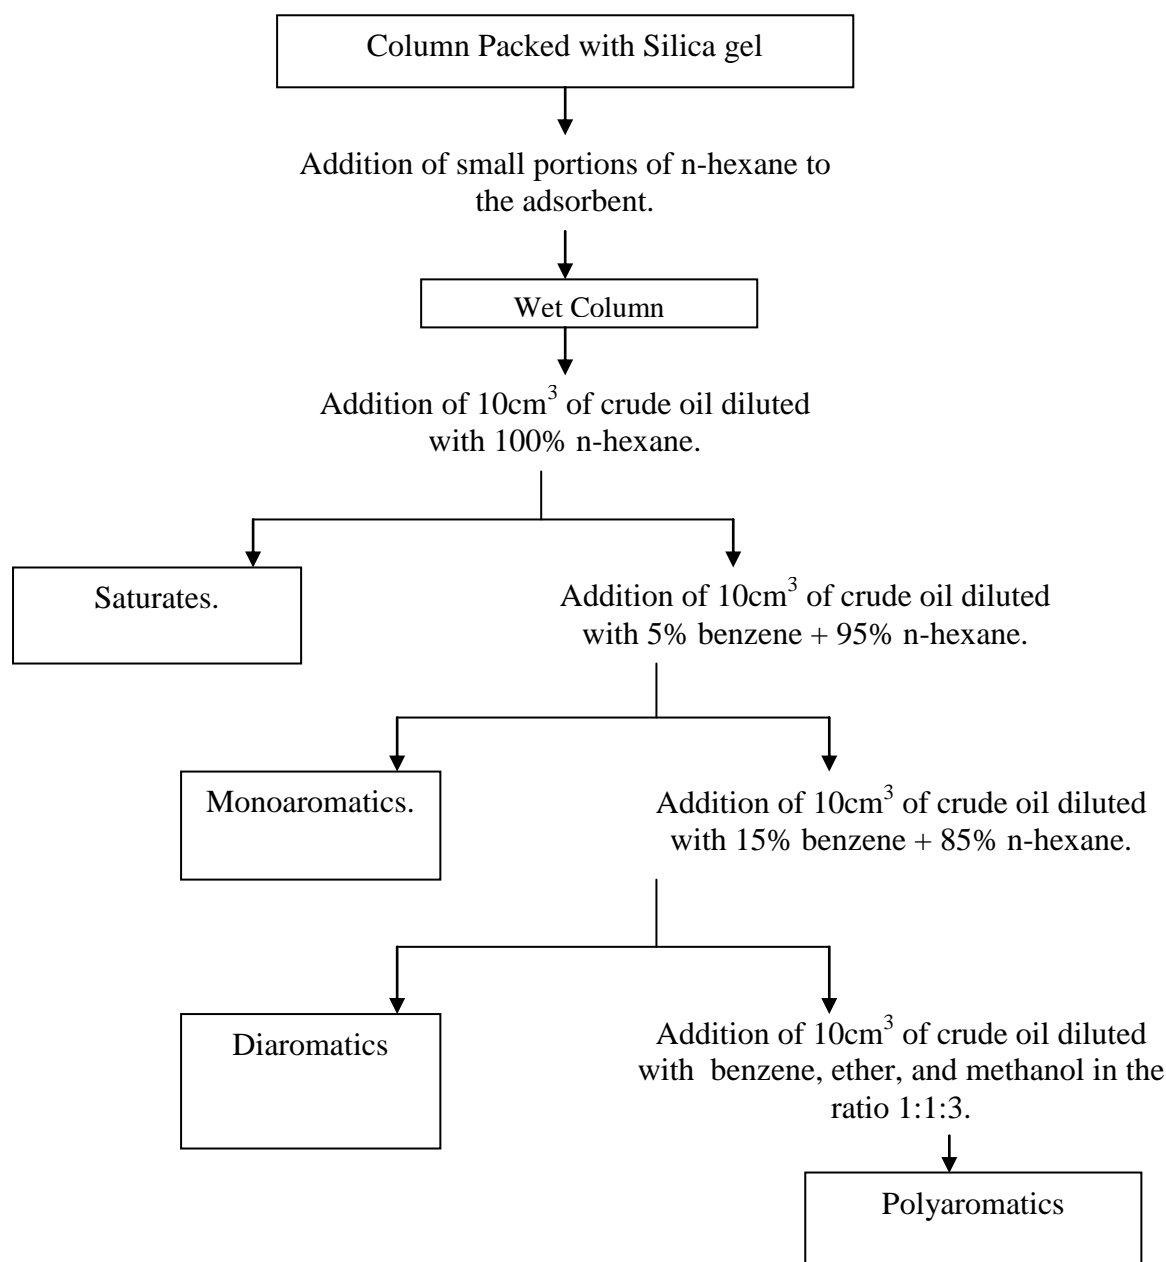 Column Packed with Silica gel
Addition of small portions of n-hexane to
the adsorbent.
Wet Column
Addition of 10cm³ of crude oil diluted
with 100% n-hexane.
Saturates.
Addition of 10cm³ of crude oil diluted
with 5% benzene + 95% n-hexane.
Monoaromatics.
Addition of 10cm³ of crude oil diluted
with 15% benzene + 85% n-hexane.
Diaromatics
Addition of 10cm³ of crude oil diluted
with benzene, ether, and methanol in the
ratio 1:1:3.
Polyaromatics